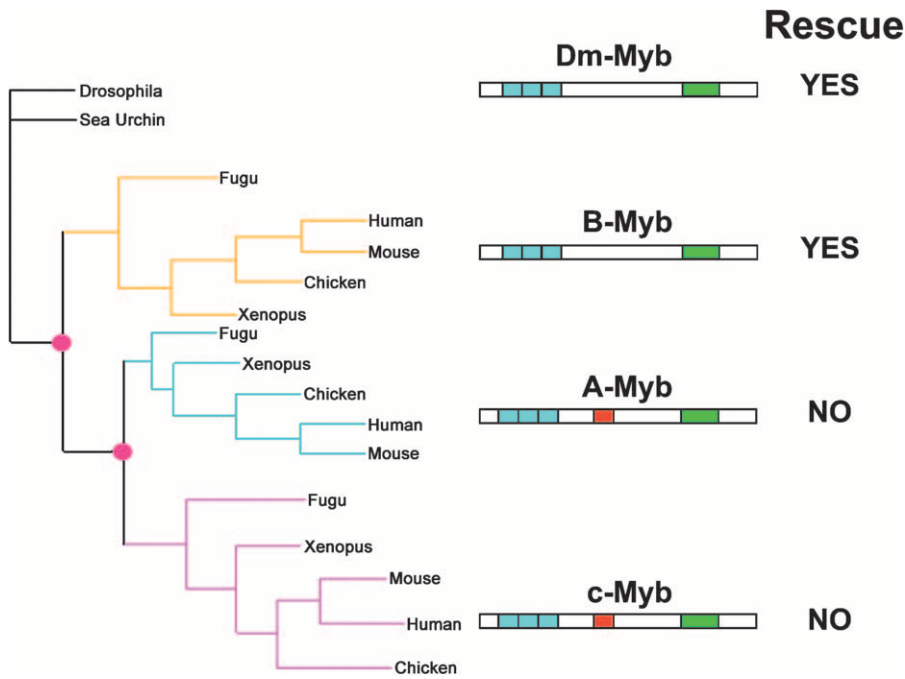 Rescue
Dm-Myb
YES
Drosophila
Sea Urchin
Fugu
Human
Mouse
Chicken
Xenopus
B-Myb
YES
Fugu
Xenopus
Chicken
Human
Mouse
A-Myb
NO
Fugu
Xenopus
Mouse
Human
Chicken
c-Myb
NO